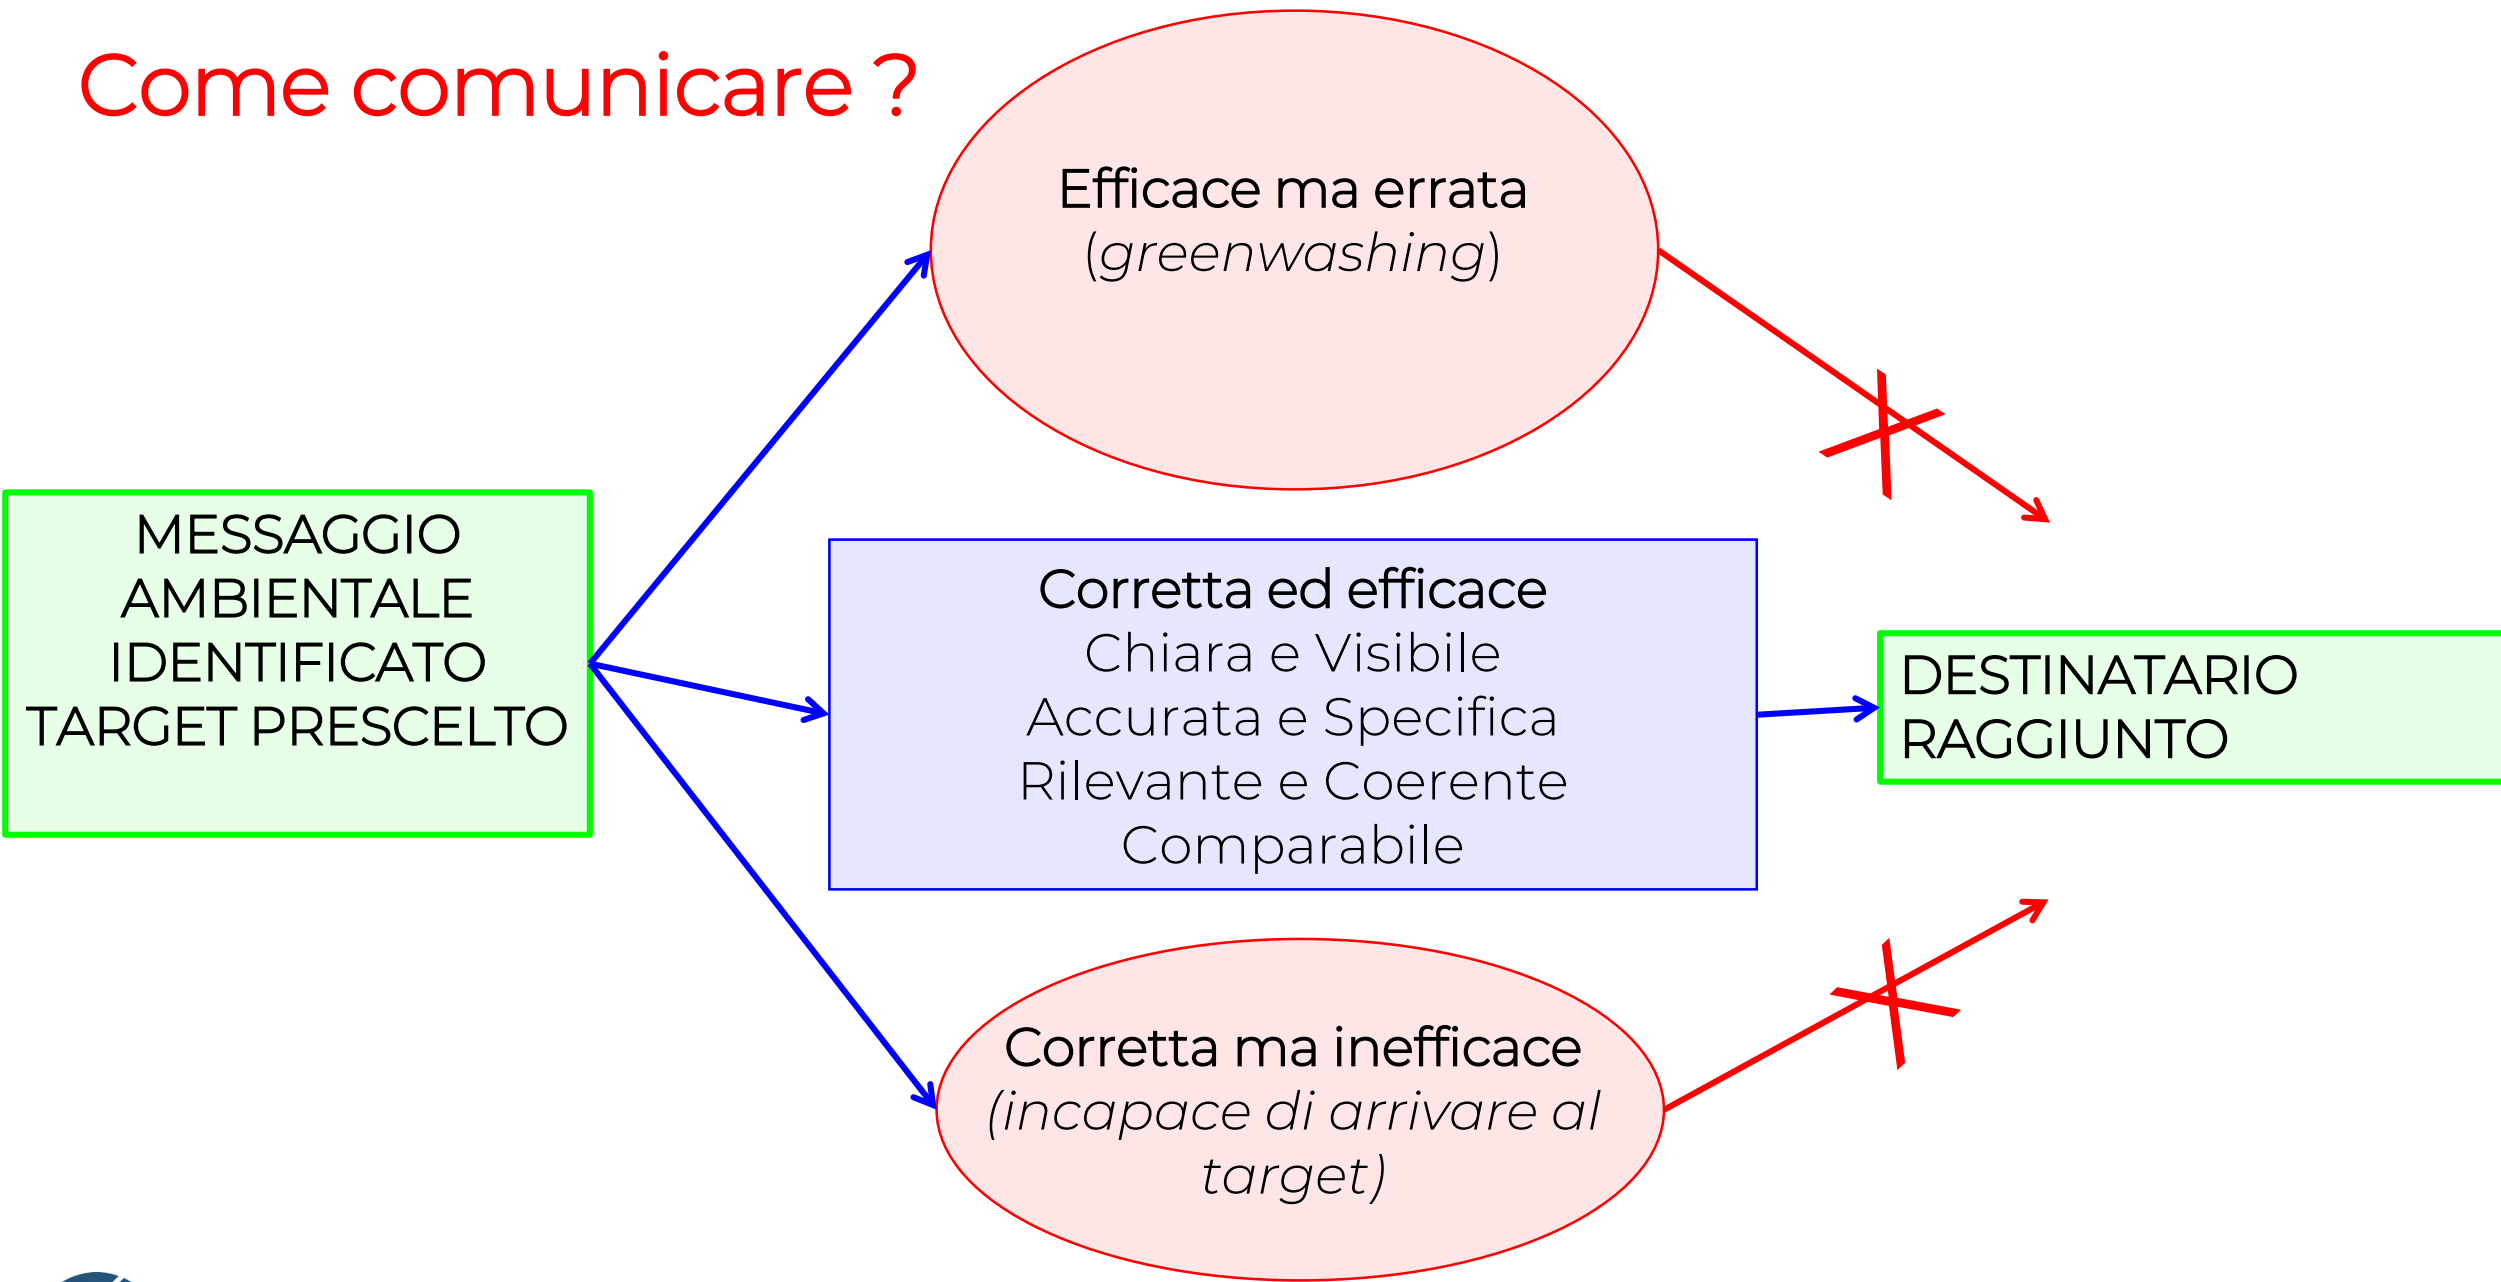 Come comunicare ?
Efficace ma errata
(greenwashing)
MESSAGGIO
AMBIENTALE
IDENTIFICATO
TARGET PRESCELTO
Corretta ed efficace
Chiara e Visibile
Accurata e Specifica
Rilevante e Coerente
Comparabile
DESTINATARIO
RAGGIUNTO
Corretta ma inefficace
(incapace di arrivare al
target)